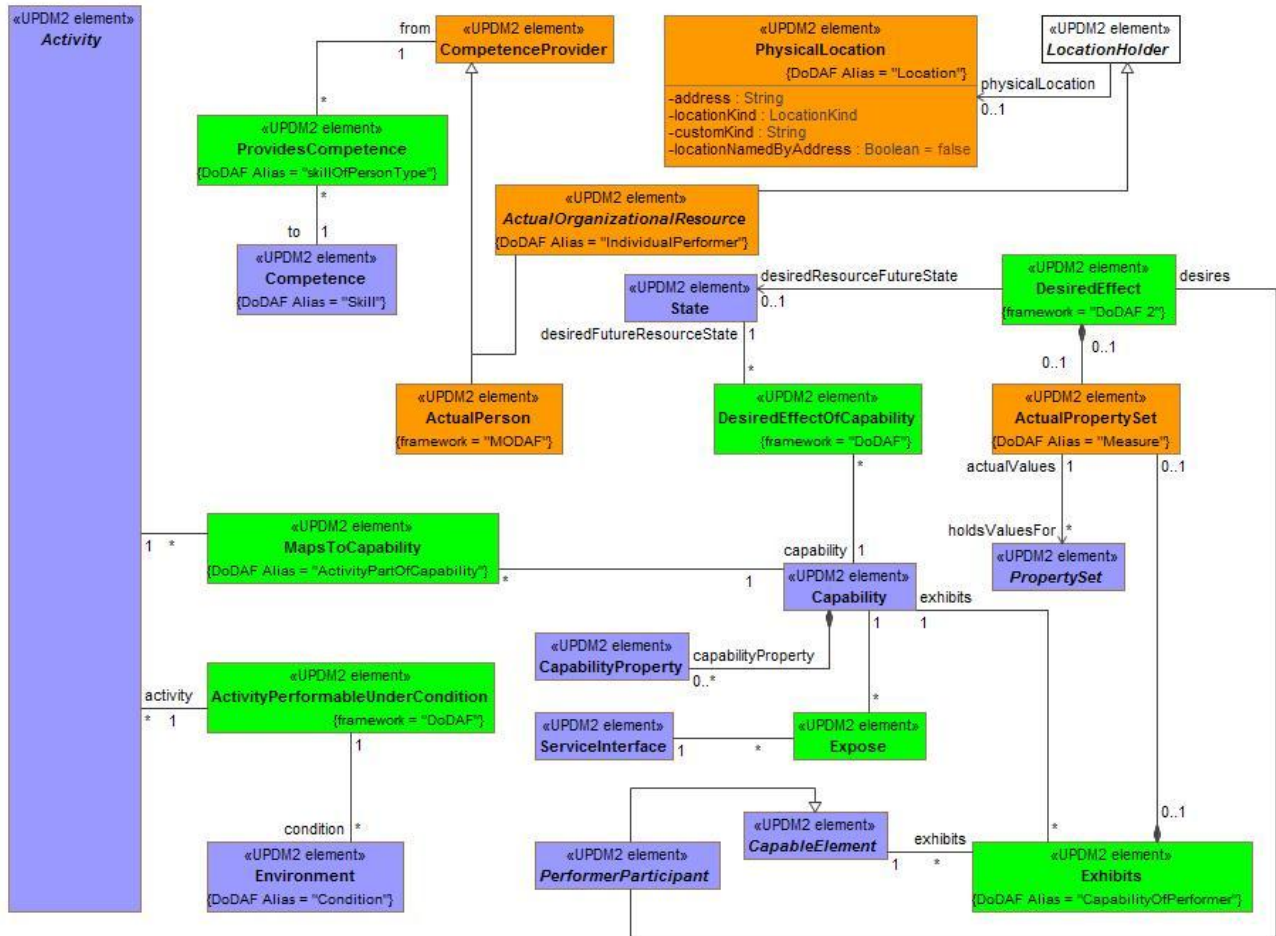 «UPDM2 element»
Activity
from
1
«UPDM2 element»
CompetenceProvider
«UPDM2 element»
PhysicalLocation
{DoDAF Alias = "Location"}
-address : String
-locationKind : LocationKind
-customKind : String
-locationNamedByAddress : Boolean = false
«UPDM2 element»
LocationHolder
physicalLocation
0..1
*
«UPDM2 element»
ProvidesCompetence
{DoDAF Alias = "skillOfPersonType"}
*
to
1
«UPDM2 element»
Competence
{DoDAF Alias = "Skill"}
«UPDM2 element»
ActualOrganizationalResource
{DoDAF Alias = "IndividualPerformer"}
«UPDM2 element»
State
desiredResourceFutureState
0..1
«UPDM2 element»
DesiredEffect
{framework = "DoDAF 2"}
desires
desiredFutureResourceState
1
*
0..1
0..1
«UPDM2 element»
ActualPerson
{framework = "MODAF"}
«UPDM2 element»
DesiredEffectOfCapability
{framework = "DoDAF"}
*
«UPDM2 element»
ActualPropertySet
{DoDAF Alias = "Measure"}
actualValues
1
0..1
holdsValuesFor
*
«UPDM2 element»
PropertySet
1
*
«UPDM2 element»
MapsToCapability
{DoDAF Alias = "ActivityPartOfCapability"}
*
1
capability
1
«UPDM2 element»
Capability
exhibits
1
1
«UPDM2 element»
CapabilityProperty
capabilityProperty
0..*
activity
*
1
«UPDM2 element»
ActivityPerformableUnderCondition
{framework = "DoDAF"}
1
*
«UPDM2 element»
ServiceInterface
1
*
«UPDM2 element»
Expose
condition
*
«UPDM2 element»
Environment
{DoDAF Alias = "Condition"}
«UPDM2 element»
PerformerParticipant
«UPDM2 element»
CapableElement
exhibits
1
*
*
0..1
«UPDM2 element»
Exhibits
{DoDAF Alias = "CapabilityOfPerformer"}